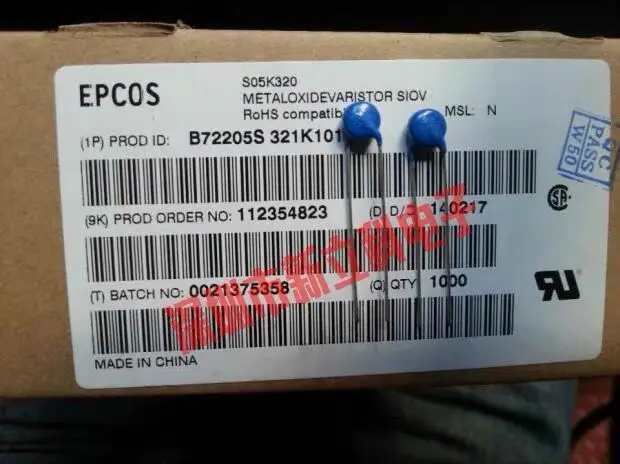 EPCOS
S05K320
METALOXIDEVARISTOR SIOV
RoHS compatib
MSL: N
(1P) PROD ID: B72205S 321K101
QC
PASS
W50
(9K) PROD ORDER NO: 112354823
(D) D/C: 140217
(T) BATCH NO: 0021375358
(Q) QTY 1000
深圳市新立科电子
MADE IN CHINA